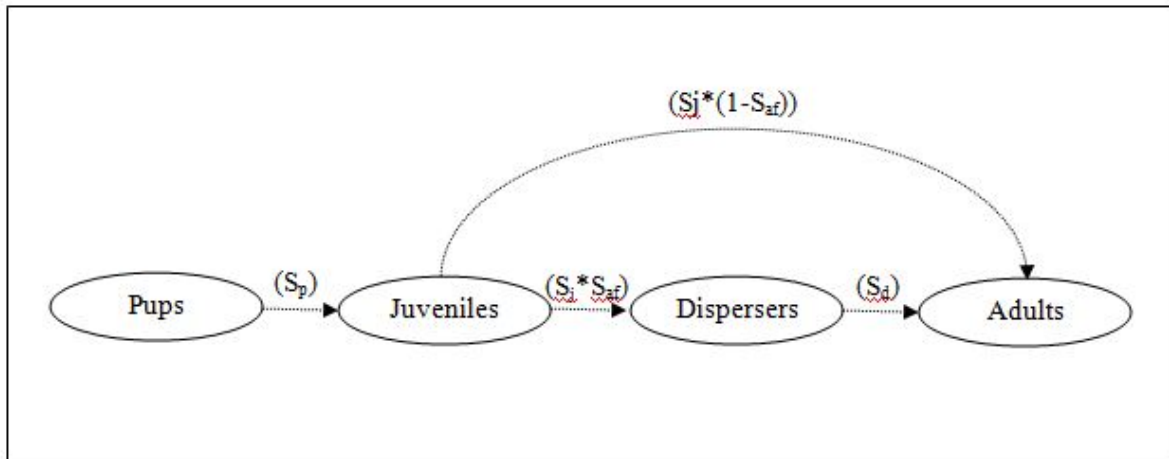 (Sj*(1-Saf))
(Sp)
(Sj*Saf)
(Sd)
Pups
Juveniles
Dispersers
Adults